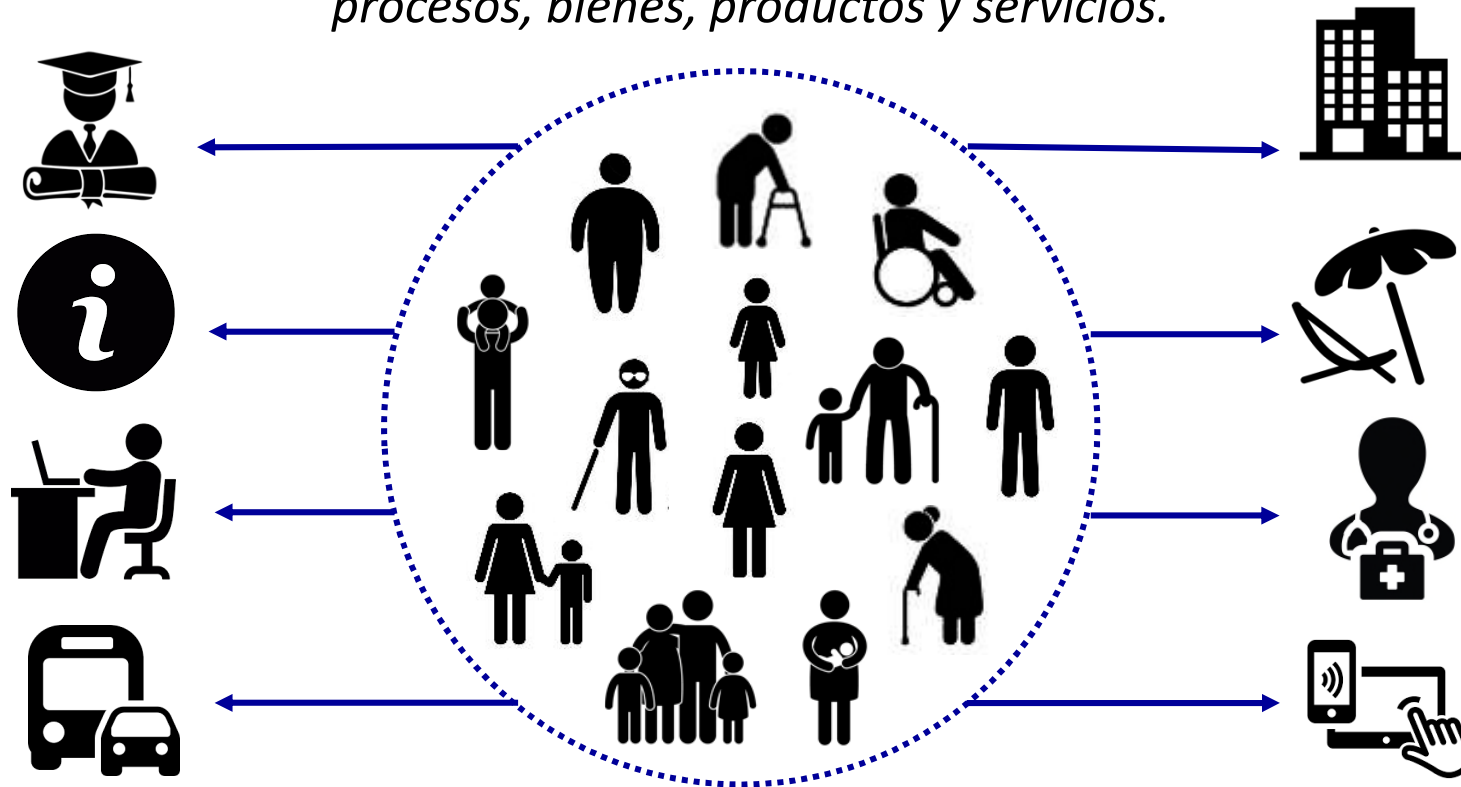 procesos, bienes, productos y servicios.
i